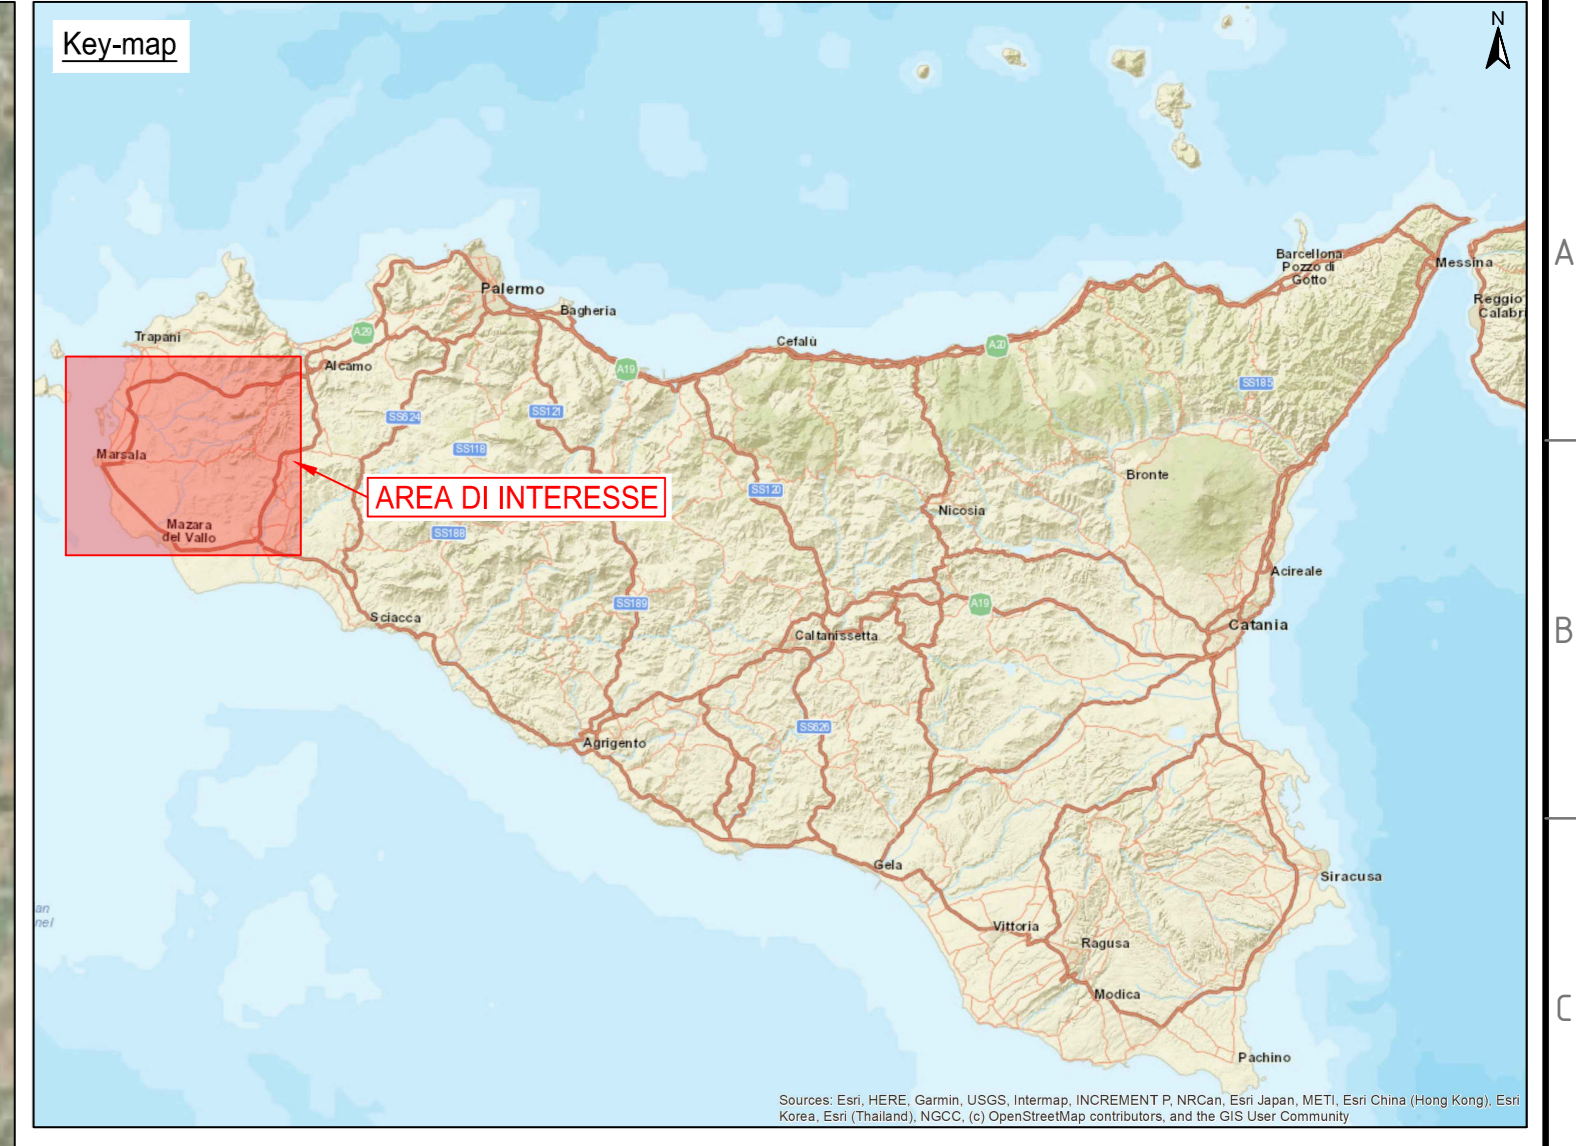 Key-map
N
A
Barcellona
Pozzo di
Gotto
Messina
Reggio
Calabri
Palermo
Bagheria
Trapani
A29
Cefalù
A20
Alcamo
A19
SS185
SS624
SS121
SS118
Marsala
Bronte
AREA DI INTERESSE
SS120
Nicosia
Mazara
del Vallo
SS188
Acireale
SS189
A19
Sciacca
Catania
B
Caltanissetta
SS626
Agrigento
Gela
Siracusa
an
nel
Vittoria
Ragusa
Modica
C
Pachino
Sources: Esri, HERE, Garmin, USGS, Intermap, INCREMENT P, NRCan, Esri Japan, METI, Esri China (Hong Kong), Esri
Korea, Esri (Thailand), NGCC, (c) OpenStreetMap contributors, and the GIS User Community